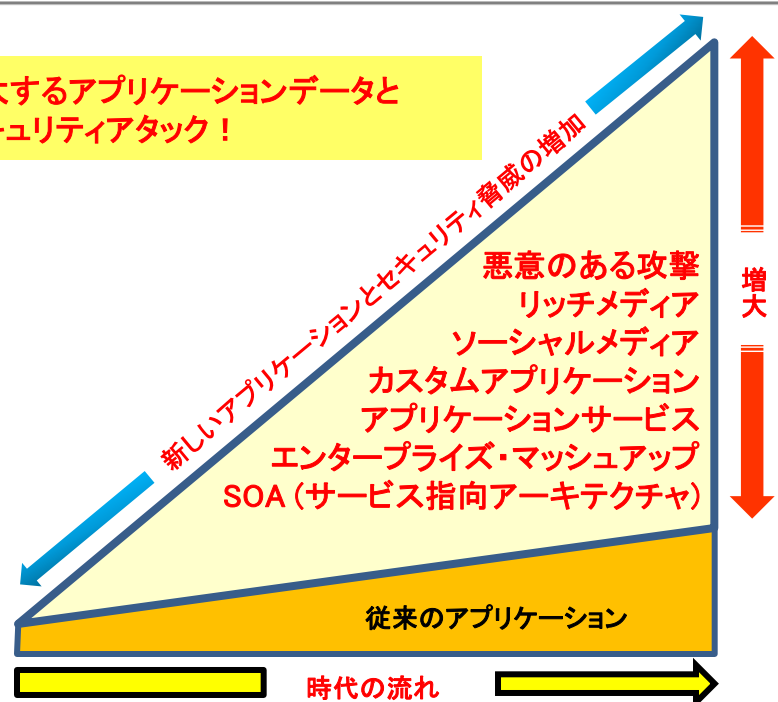 大するアプリケーションデータと
キュリティアタック！
新しいアプリケーションとセキュリティ脅威の増加
悪意のある攻撃
リッチメディア
ソーシャルメディア
カスタムアプリケーション
アプリケーションサービス
エンタープライズ・マッシュアップ
SOA（サービス指向アーキテクチャ）
増大
従来のアプリケーション
時代の流れ